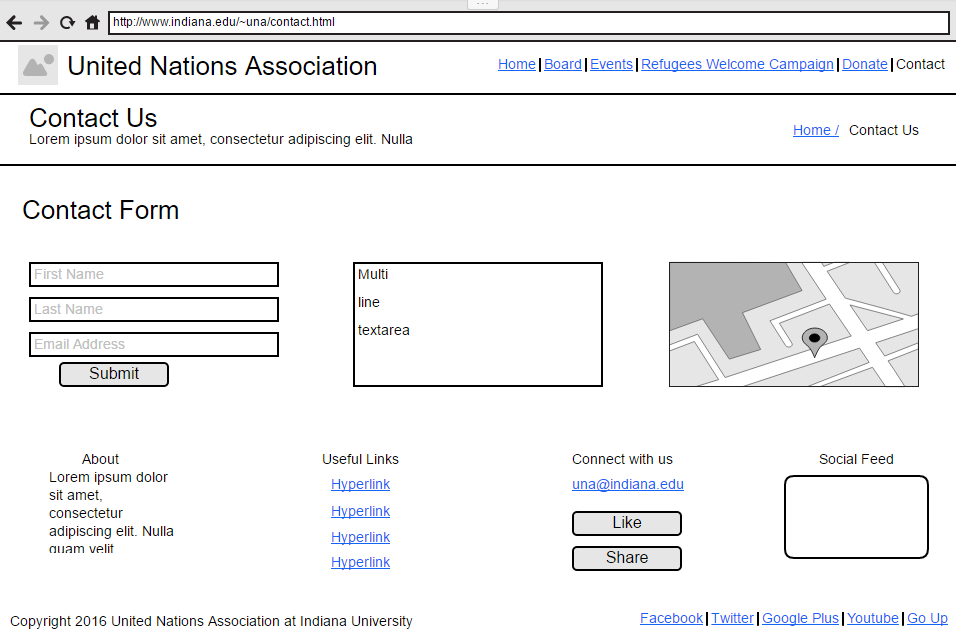 http://www.indiana.edu/~una/contact.html
United Nations Association
Home | Board | Events | Refugees Welcome Campaign | Donate | Contact
Contact Us
Lorem ipsum dolor sit amet, consectetur adipiscing elit. Nulla
Home / Contact Us
Contact Form
First Name
Last Name
Email Address
Submit
Multi
line
textarea
About
Lorem ipsum dolor
sit amet,
consectetur
adipiscing elit. Nulla
quam velit
Useful Links
Hyperlink
Hyperlink
Hyperlink
Hyperlink
Connect with us
una@indiana.edu
Like
Share
Social Feed
Copyright 2016 United Nations Association at Indiana University
Facebook | Twitter | Google Plus | Youtube | Go Up